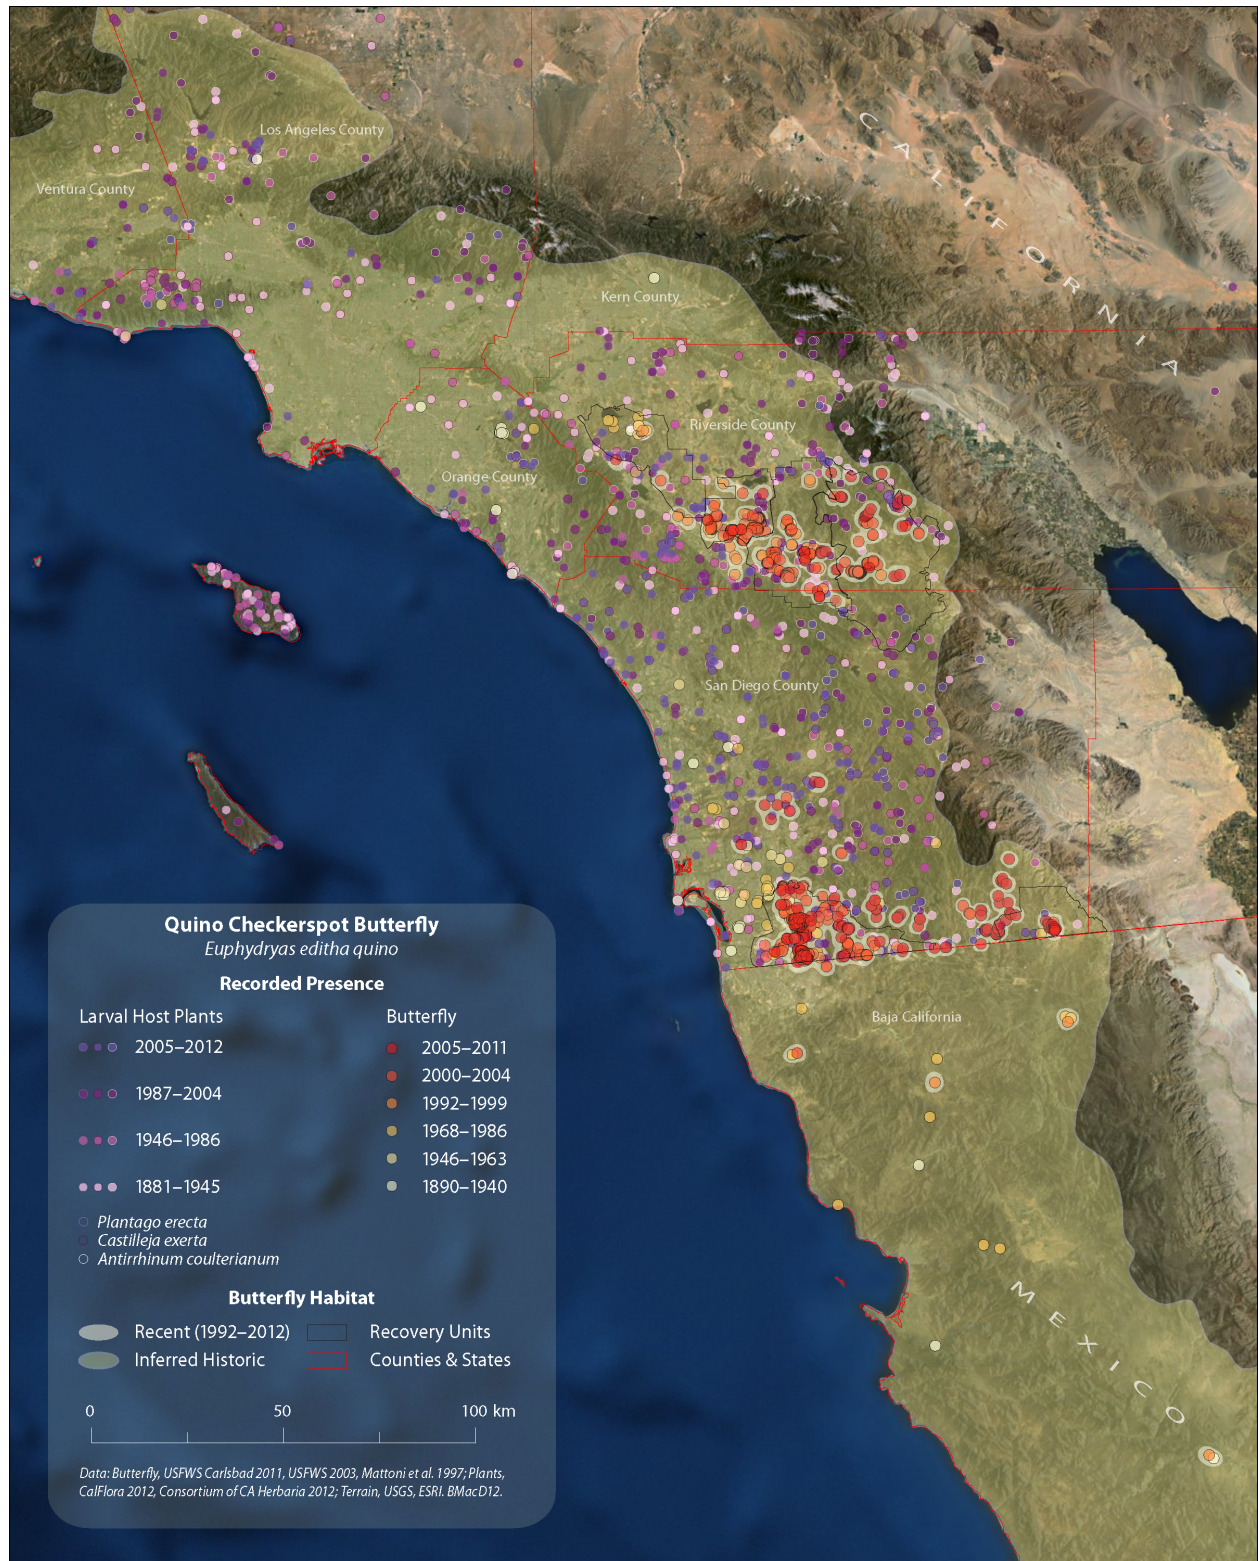 CALIFORNIA
Los Angeles County
Ventura County
Kern County
Riverside County
Orange County
San Diego County
Baja California
MEXICO
Quino Checkerspot Butterfly
Euphydryas editha quino
Recorded Presence
Larval Host Plants
2005–2012
1987–2004
1946–1986
1881–1945
Plantago erecta
Castilleja exerta
Antirrhinum coulterianum
Butterfly
2005–2011
2000–2004
1992–1999
1968–1986
1946–1963
1890–1940
Butterfly Habitat
Recent (1992–2012)
Recovery Units
Inferred Historic
Counties & States
0 50 100 km
Data: Butterfly, USFWS Carlsbad 2011, USFWS 2003, Mattoni et al. 1997; Plants,
CalFlora 2012, Consortium of CA Herbaria 2012; Terrain, USGS, ESRI. BMacD12.